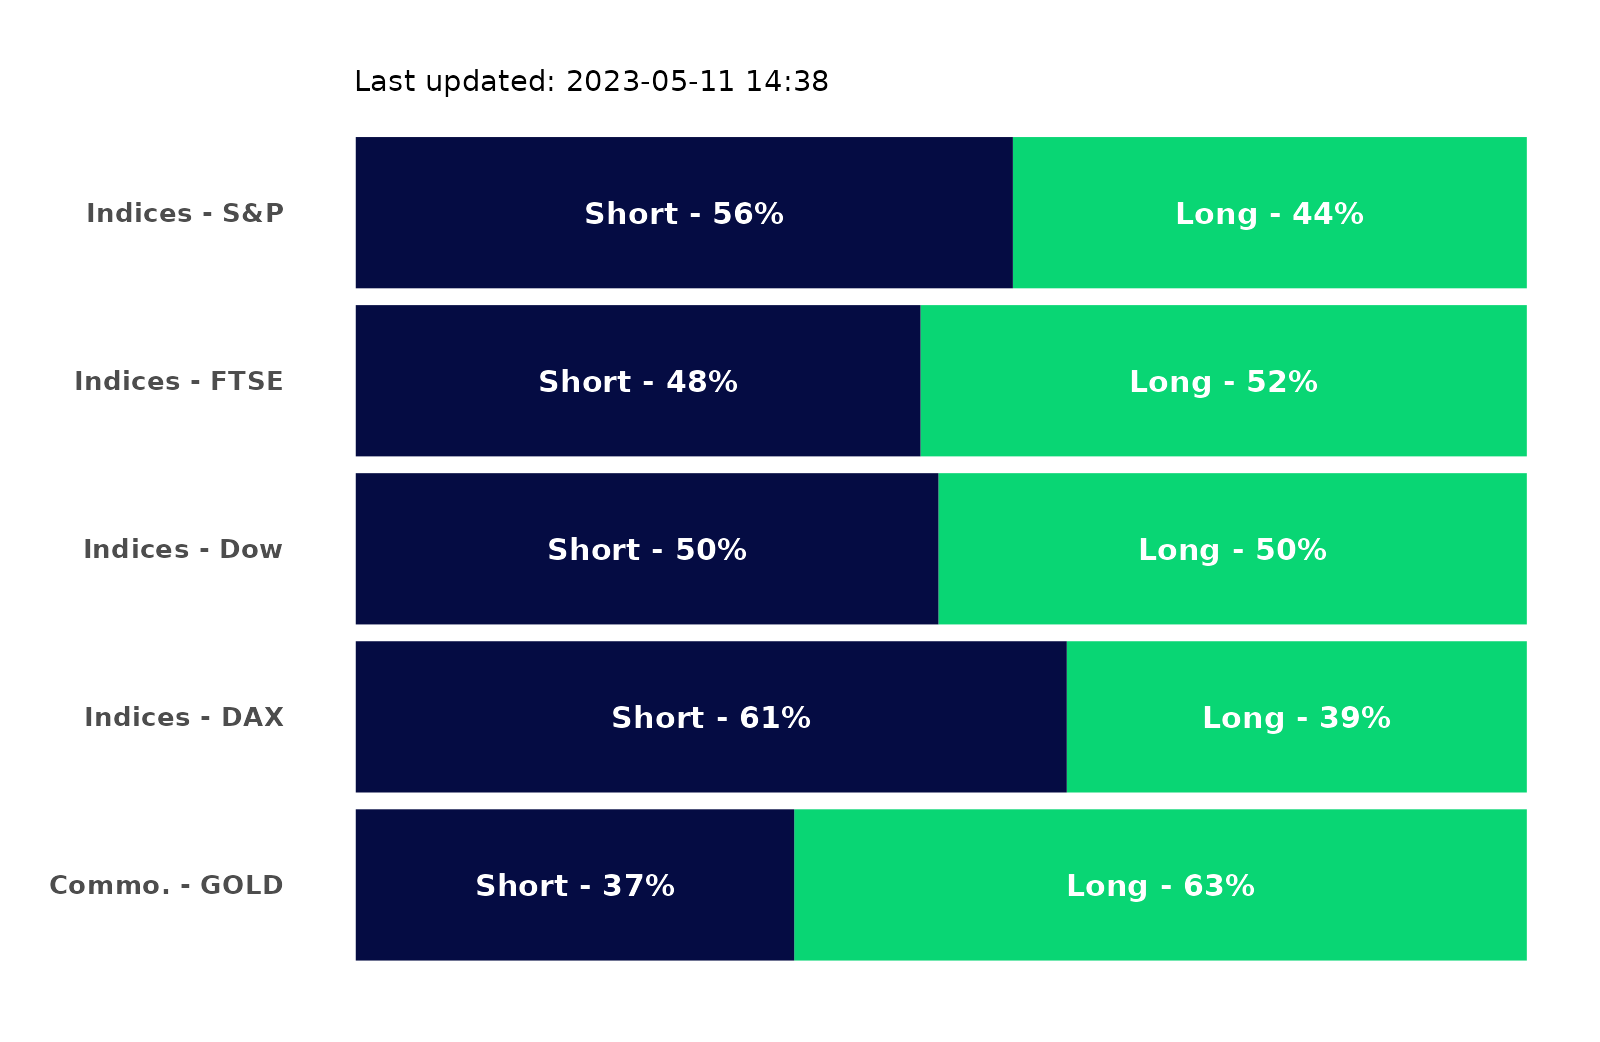 Last updated: 2023-05-11 14:38
Indices - S&P Short - 56% Long - 44%
Indices - FTSE Short - 48% Long - 52%
Indices - Dow Short - 50% Long - 50%
Indices - DAX Short - 61% Long - 39%
Commo. - GOLD Short - 37% Long - 63%